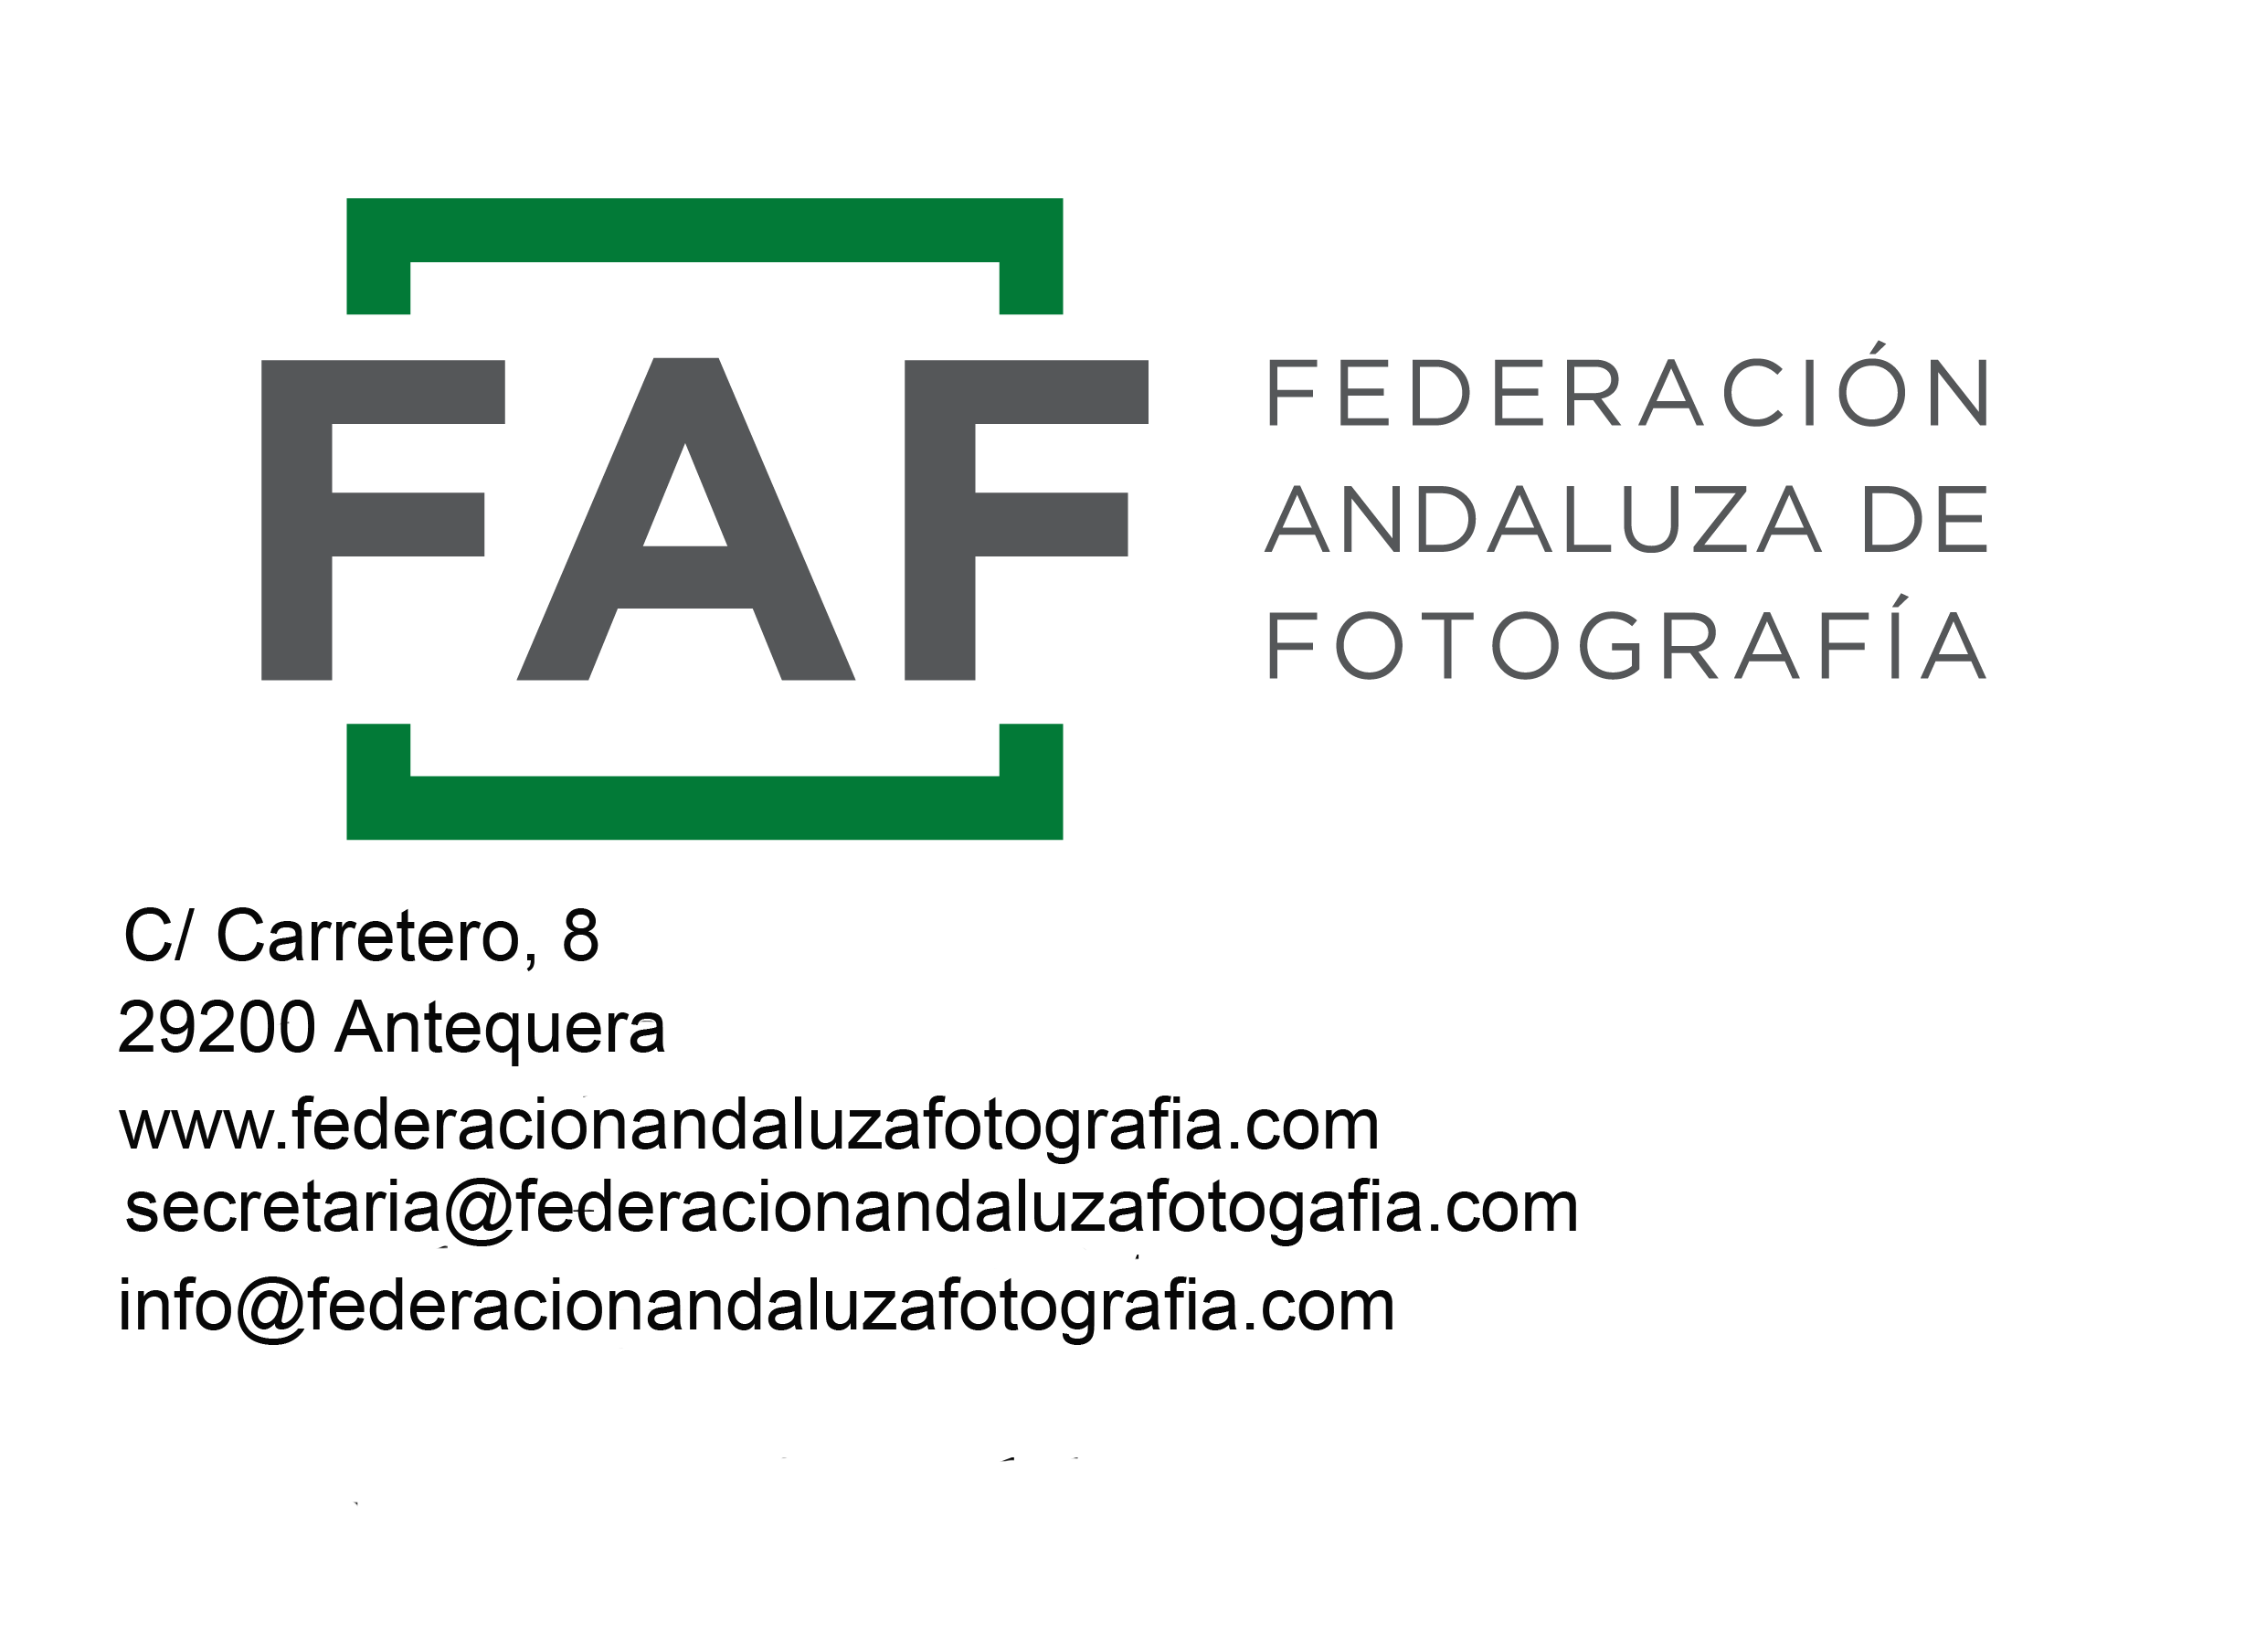 FAF
FEDERACIÓN
ANDALUZA DE
FOTOGRAFÍA
C/ Carretero, 8
29200 Antequera
www.federacionandaluzafotografia.com
secretaria@federacionandaluzafotogafia.com
info@federacionandaluzafotografia.com